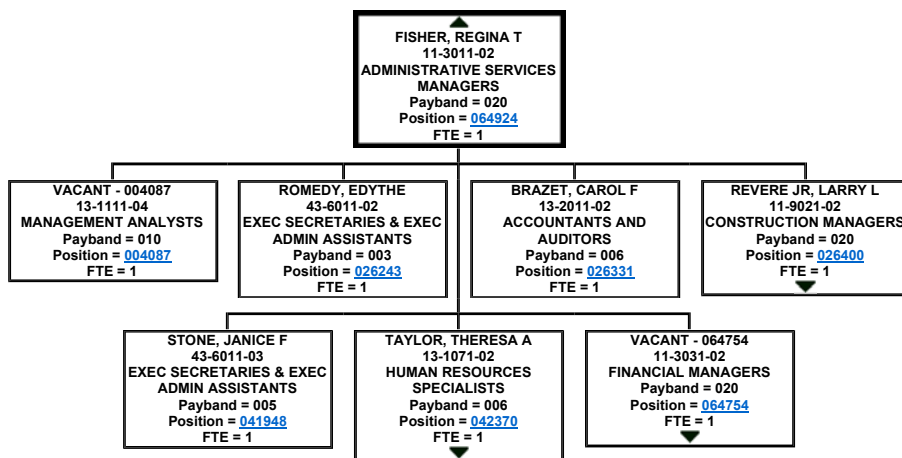 FISHER, REGINA T
11-3011-02
ADMINISTRATIVE SERVICES
MANAGERS
Payband = 020
Position = 064924
FTE = 1
VACANT - 004087
13-1111-04
MANAGEMENT ANALYSTS
Payband = 010
Position = 004087
FTE = 1
ROMEDY, EDYTHE
43-6011-02
EXEC SECRETARIES & EXEC
ADMIN ASSISTANTS
Payband = 003
Position = 026243
FTE = 1
BRAZET, CAROL F
13-2011-02
ACCOUNTANTS AND
AUDITORS
Payband = 006
Position = 026331
FTE = 1
REVERE JR, LARRY L
11-9021-02
CONSTRUCTION MANAGERS
Payband = 020
Position = 026400
FTE = 1
STONE, JANICE F
43-6011-03
EXEC SECRETARIES & EXEC
ADMIN ASSISTANTS
Payband = 005
Position = 041948
FTE = 1
TAYLOR, THERESA A
13-1071-02
HUMAN RESOURCES
SPECIALISTS
Payband = 006
Position = 042370
FTE = 1
VACANT - 064754
11-3031-02
FINANCIAL MANAGERS
Payband = 020
Position = 064754
FTE = 1